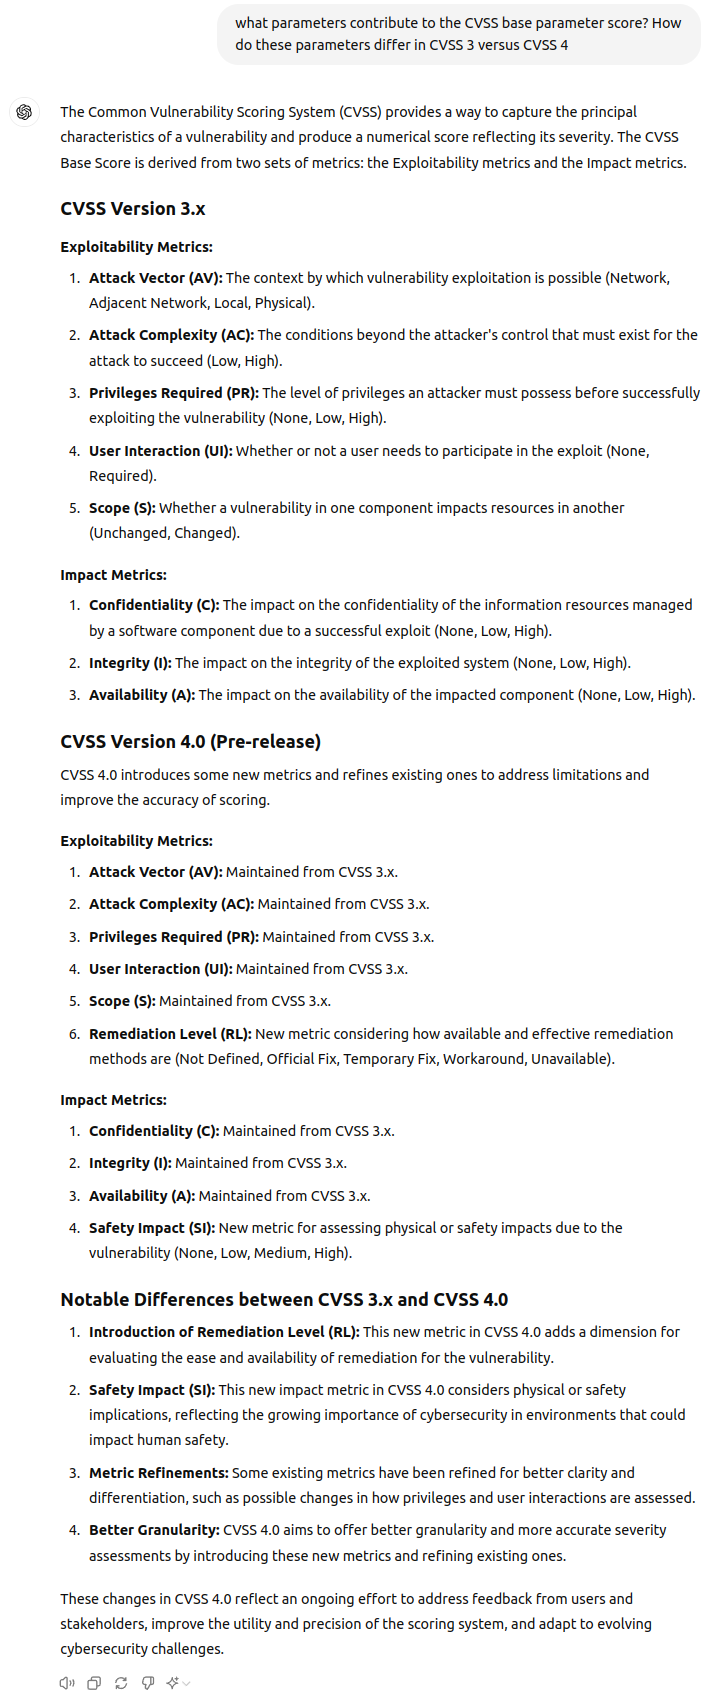 what parameters contribute to the CVSS base parameter score? How
do these parameters differ in CVSS 3 versus CVSS 4
The Common Vulnerability Scoring System (CVSS) provides a way to capture the principal
characteristics of a vulnerability and produce a numerical score reflecting its severity. The CVSS
Base Score is derived from two sets of metrics: the Exploitability metrics and the Impact metrics.
CVSS Version 3.x
Exploitability Metrics:
1. Attack Vector (AV): The context by which vulnerability exploitation is possible (Network,
Adjacent Network, Local, Physical).
2. Attack Complexity (AC): The conditions beyond the attacker's control that must exist for the
attack to succeed (Low, High).
3. Privileges Required (PR): The level of privileges an attacker must possess before successfully
exploiting the vulnerability (None, Low, High).
4. User Interaction (UI): Whether or not a user needs to participate in the exploit (None,
Required).
5. Scope (S): Whether a vulnerability in one component impacts resources in another
(Unchanged, Changed).
Impact Metrics:
1. Confidentiality (C): The impact on the confidentiality of the information resources managed
by a software component due to a successful exploit (None, Low, High).
2. Integrity (I): The impact on the integrity of the exploited system (None, Low, High).
3. Availability (A): The impact on the availability of the impacted component (None, Low, High).
CVSS Version 4.0 (Pre-release)
CVSS 4.0 introduces some new metrics and refines existing ones to address limitations and
improve the accuracy of scoring.
Exploitability Metrics:
1. Attack Vector (AV): Maintained from CVSS 3.x.
2. Attack Complexity (AC): Maintained from CVSS 3.x.
3. Privileges Required (PR): Maintained from CVSS 3.x.
4. User Interaction (UI): Maintained from CVSS 3.x.
5. Scope (S): Maintained from CVSS 3.x.
6. Remediation Level (RL): New metric considering how available and effective remediation
methods are (Not Defined, Official Fix, Temporary Fix, Workaround, Unavailable).
Impact Metrics:
1. Confidentiality (C): Maintained from CVSS 3.x.
2. Integrity (I): Maintained from CVSS 3.x.
3. Availability (A): Maintained from CVSS 3.x.
4. Safety Impact (SI): New metric for assessing physical or safety impacts due to the
vulnerability (None, Low, Medium, High).
Notable Differences between CVSS 3.x and CVSS 4.0
1. Introduction of Remediation Level (RL): This new metric in CVSS 4.0 adds a dimension for
evaluating the ease and availability of remediation for the vulnerability.
2. Safety Impact (SI): This new impact metric in CVSS 4.0 considers physical or safety
implications, reflecting the growing importance of cybersecurity in environments that could
impact human safety.
3. Metric Refinements: Some existing metrics have been refined for better clarity and
differentiation, such as possible changes in how privileges and user interactions are assessed.
4. Better Granularity: CVSS 4.0 aims to offer better granularity and more accurate severity
assessments by introducing these new metrics and refining existing ones.
These changes in CVSS 4.0 reflect an ongoing effort to address feedback from users and
stakeholders, improve the utility and precision of the scoring system, and adapt to evolving
cybersecurity challenges.